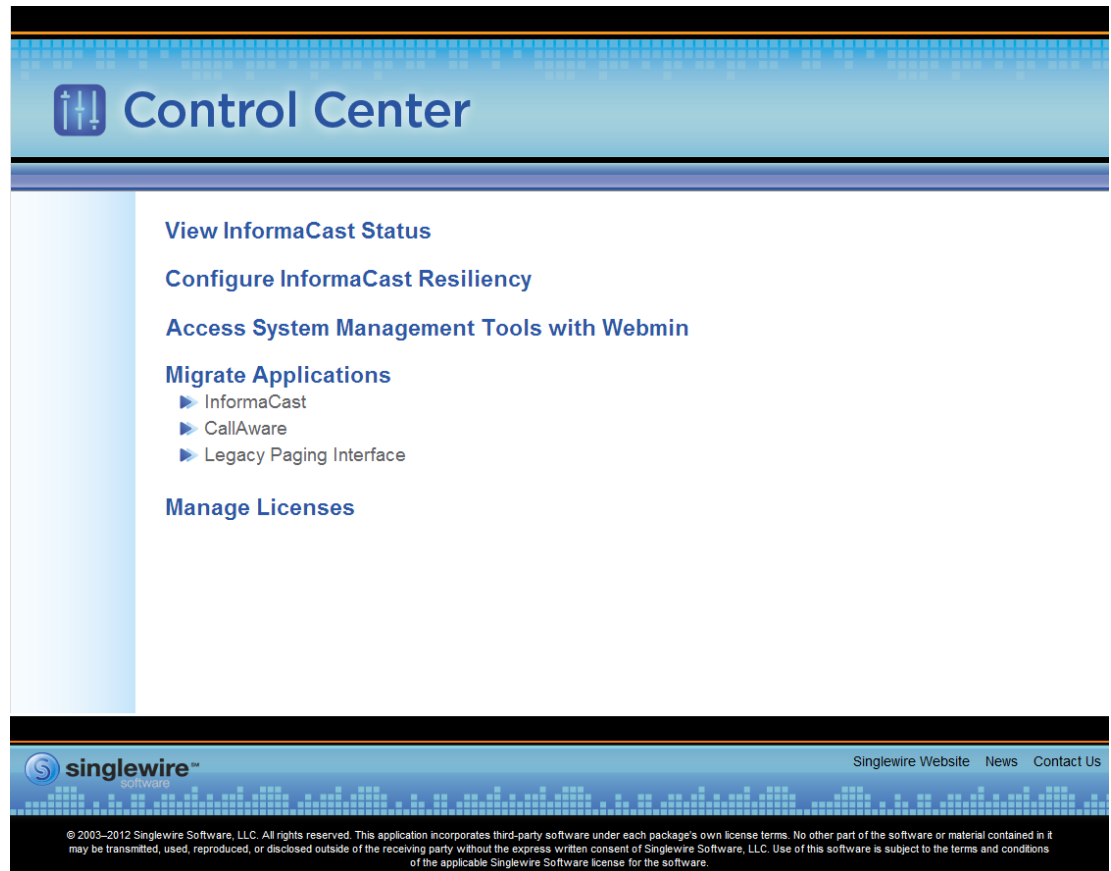 Control Center
View InformaCast Status
Configure InformaCast Resiliency
Access System Management Tools with Webmin
Migrate Applications
InformaCast
CallAware
Legacy Paging Interface
Manage Licenses
singlewire℠
software
Singlewire Website News Contact Us
© 2003–2012 Singlewire Software, LLC. All rights reserved. This application incorporates third-party software under each package's own license terms. No other part of the software or material contained in it
may be transmitted, used, reproduced, or disclosed outside of the receiving party without the express written consent of Singlewire Software, LLC. Use of this software is subject to the terms and conditions
of the applicable Singlewire Software license for the software.